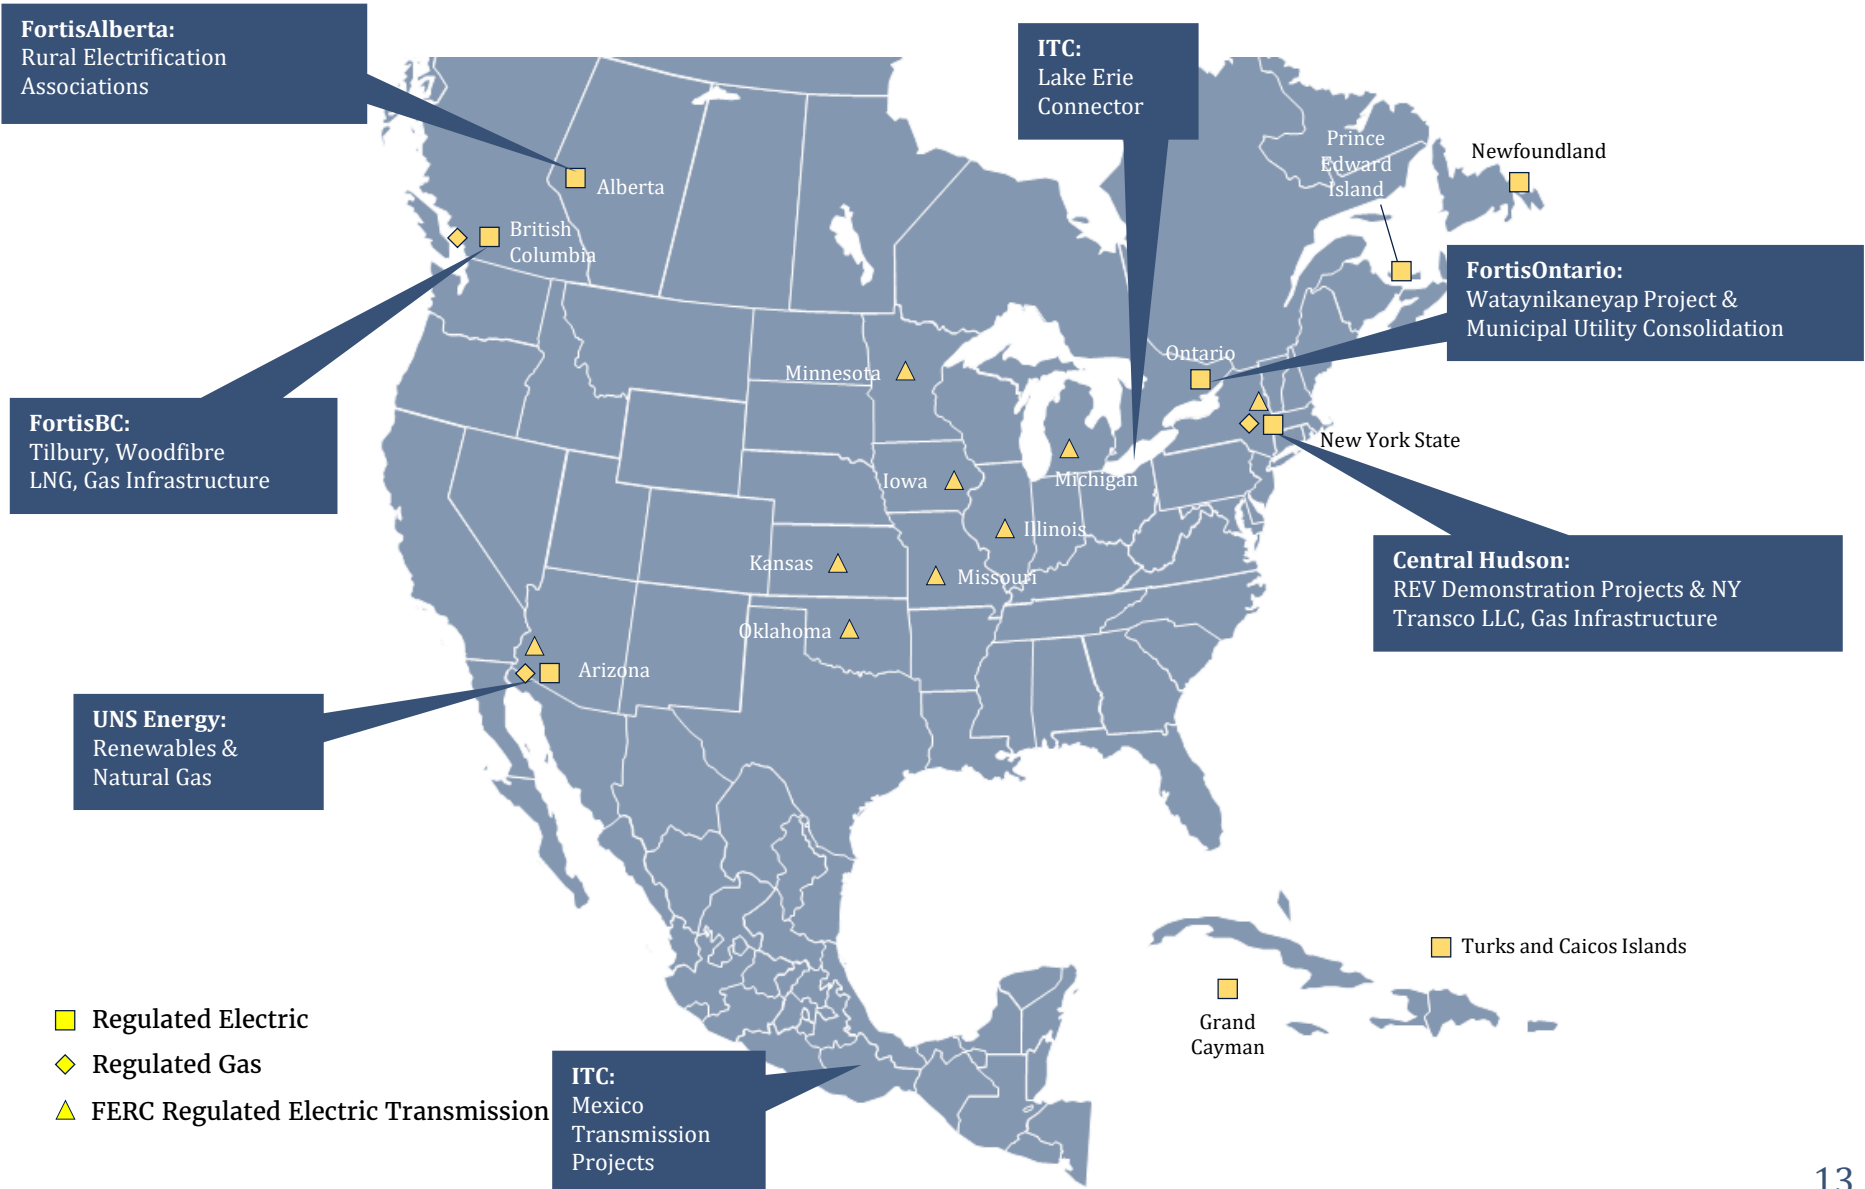 FortisAlberta:
Rural Electrification
Associations
ITC:
Lake Erie
Connector
Prince
Edward
Island
Newfoundland
Alberta
British
Columbia
FortisOntario:
Wataynikaneyap Project &
Municipal Utility Consolidation
Ontario
Minnesota
FortisBC:
Tilbury, Woodfibre
LNG, Gas Infrastructure
New York State
Iowa
Michigan
Illinois
Kansas
Missouri
Central Hudson:
REV Demonstration Projects & NY
Transco LLC, Gas Infrastructure
Oklahoma
Arizona
UNS Energy:
Renewables &
Natural Gas
Turks and Caicos Islands
Grand
Cayman
Regulated Electric
Regulated Gas
FERC Regulated Electric Transmission
ITC:
Mexico
Transmission
Projects
13